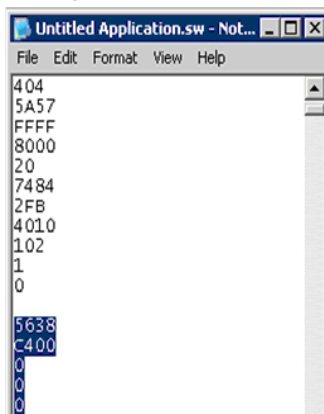 Untitled Application.sw - Not...
File Edit Format View Help
404
5A57
FFFF
8000
20
7484
2FB
4010
102
1
0
5638
C400
0
0
0